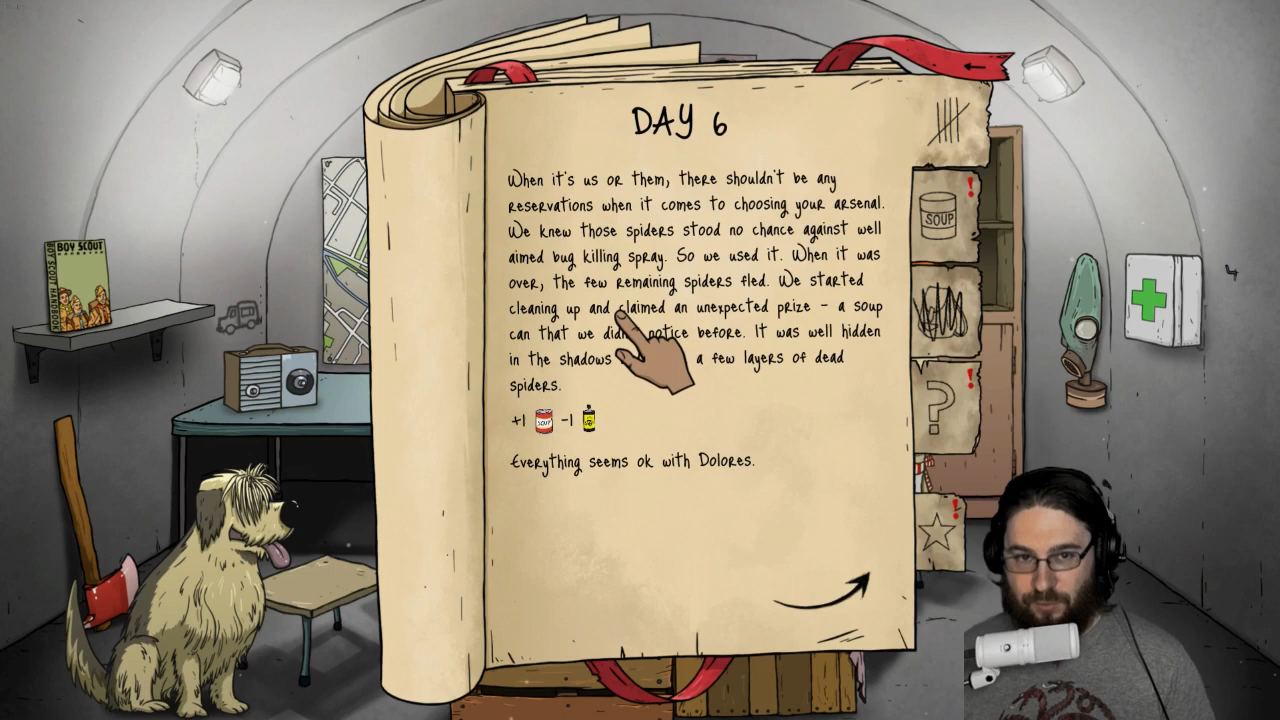 DAY 6
When it's us or them, there shouldn't be any
reservations when it comes to choosing your arsenal.
We knew those spiders stood no chance against well
aimed bug killing spray. So we used it. When it was
over, the few remaining spiders fled. We started
cleaning up and claimed an unexpected prize - a soup
can that we notice before. It was well hidden
in the shadows a few layers of dead
spiders.
+1 SOUP -1
Everything seems ok with Dolores.
SOUP
?
!
!
!
BOY SCOUT
BOY SCOUT HANDBOOK